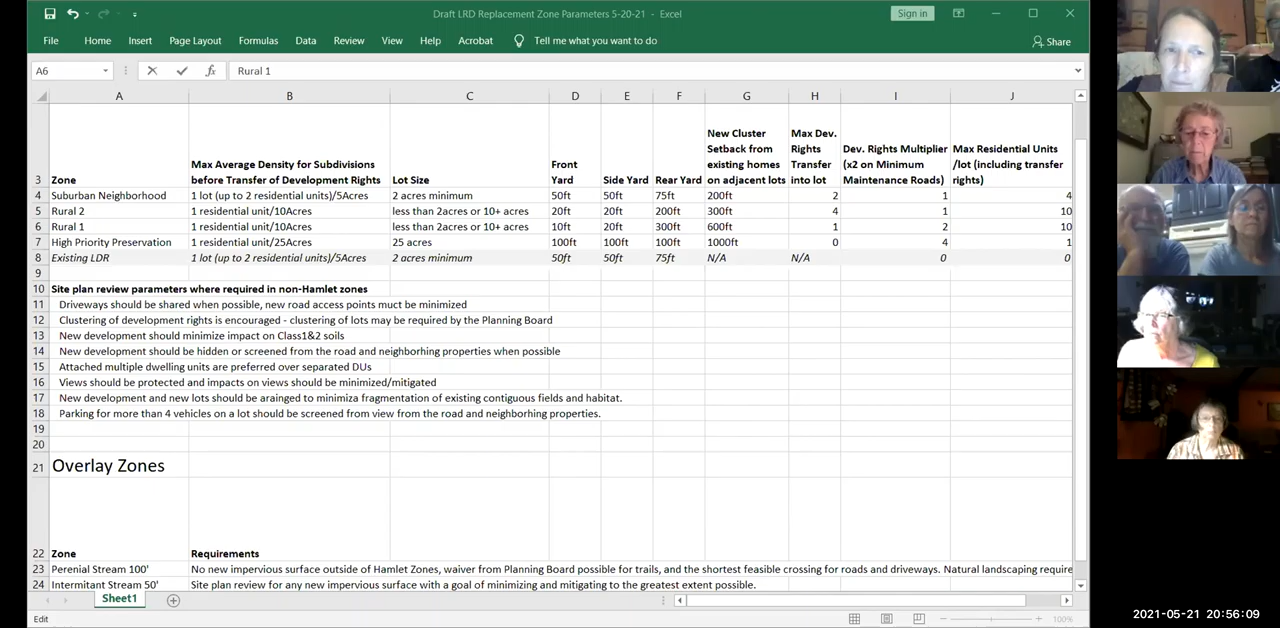 Draft LRD Replacement Zone Parameters 5-20-21 - Excel
Sign in
File Home Insert Page Layout Formulas Data Review View Help Acrobat Tell me what you want to do
Share
A6 fx Rural 1
A B C D E F G H I J
3 Zone Max Average Density for Subdivisions before Transfer of Development Rights Lot Size Front Yard Side Yard Rear Yard New Cluster Setback from existing homes on adjacent lots Max Dev. Rights Transfer into lot Dev. Rights Multiplier (x2 on Minimum Maintenance Roads) Max Residential Units /lot (including transfer rights)
4 Suburban Neighborhood 1 lot (up to 2 residential units)/5Acres 2 acres minimum 50ft 50ft 75ft 200ft 2 1 4
5 Rural 2 1 residential unit/10Acres less than 2acres or 10+ acres 20ft 20ft 200ft 300ft 4 1 10
6 Rural 1 1 residential unit/10Acres less than 2acres or 10+ acres 10ft 20ft 300ft 600ft 1 2 10
7 High Priority Preservation 1 residential unit/25Acres 25 acres 100ft 100ft 100ft 1000ft 0 4 1
8 Existing LDR 1 lot (up to 2 residential units)/5Acres 2 acres minimum 50ft 50ft 75ft N/A N/A 0 0
9
10 Site plan review parameters where required in non-Hamlet zones
11 Driveways should be shared when possible, new road access points muct be minimized
12 Clustering of development rights is encouraged - clustering of lots may be required by the Planning Board
13 New development should minimize impact on Class1&2 soils
14 New development should be hidden or screened from the road and neighborhing properties when possible
15 Attached multiple dwelling units are preferred over separated DUs
16 Views should be protected and impacts on views should be minimized/mitigated
17 New development and new lots should be arainged to minimiza fragmentation of existing contiguous fields and habitat.
18 Parking for more than 4 vehicles on a lot should be screened from view from the road and neighborhing properties.
19
20
21 Overlay Zones
22 Zone Requirements
23 Perenial Stream 100' No new impervious surface outside of Hamlet Zones, waiver from Planning Board possible for trails, and the shortest feasible crossing for roads and driveways. Natural landscaping require
24 Intermitant Stream 50' Site plan review for any new impervious surface with a goal of minimizing and mitigating to the greatest extent possible.
Sheet1
Edit
100%
2021-05-21 20:56:09